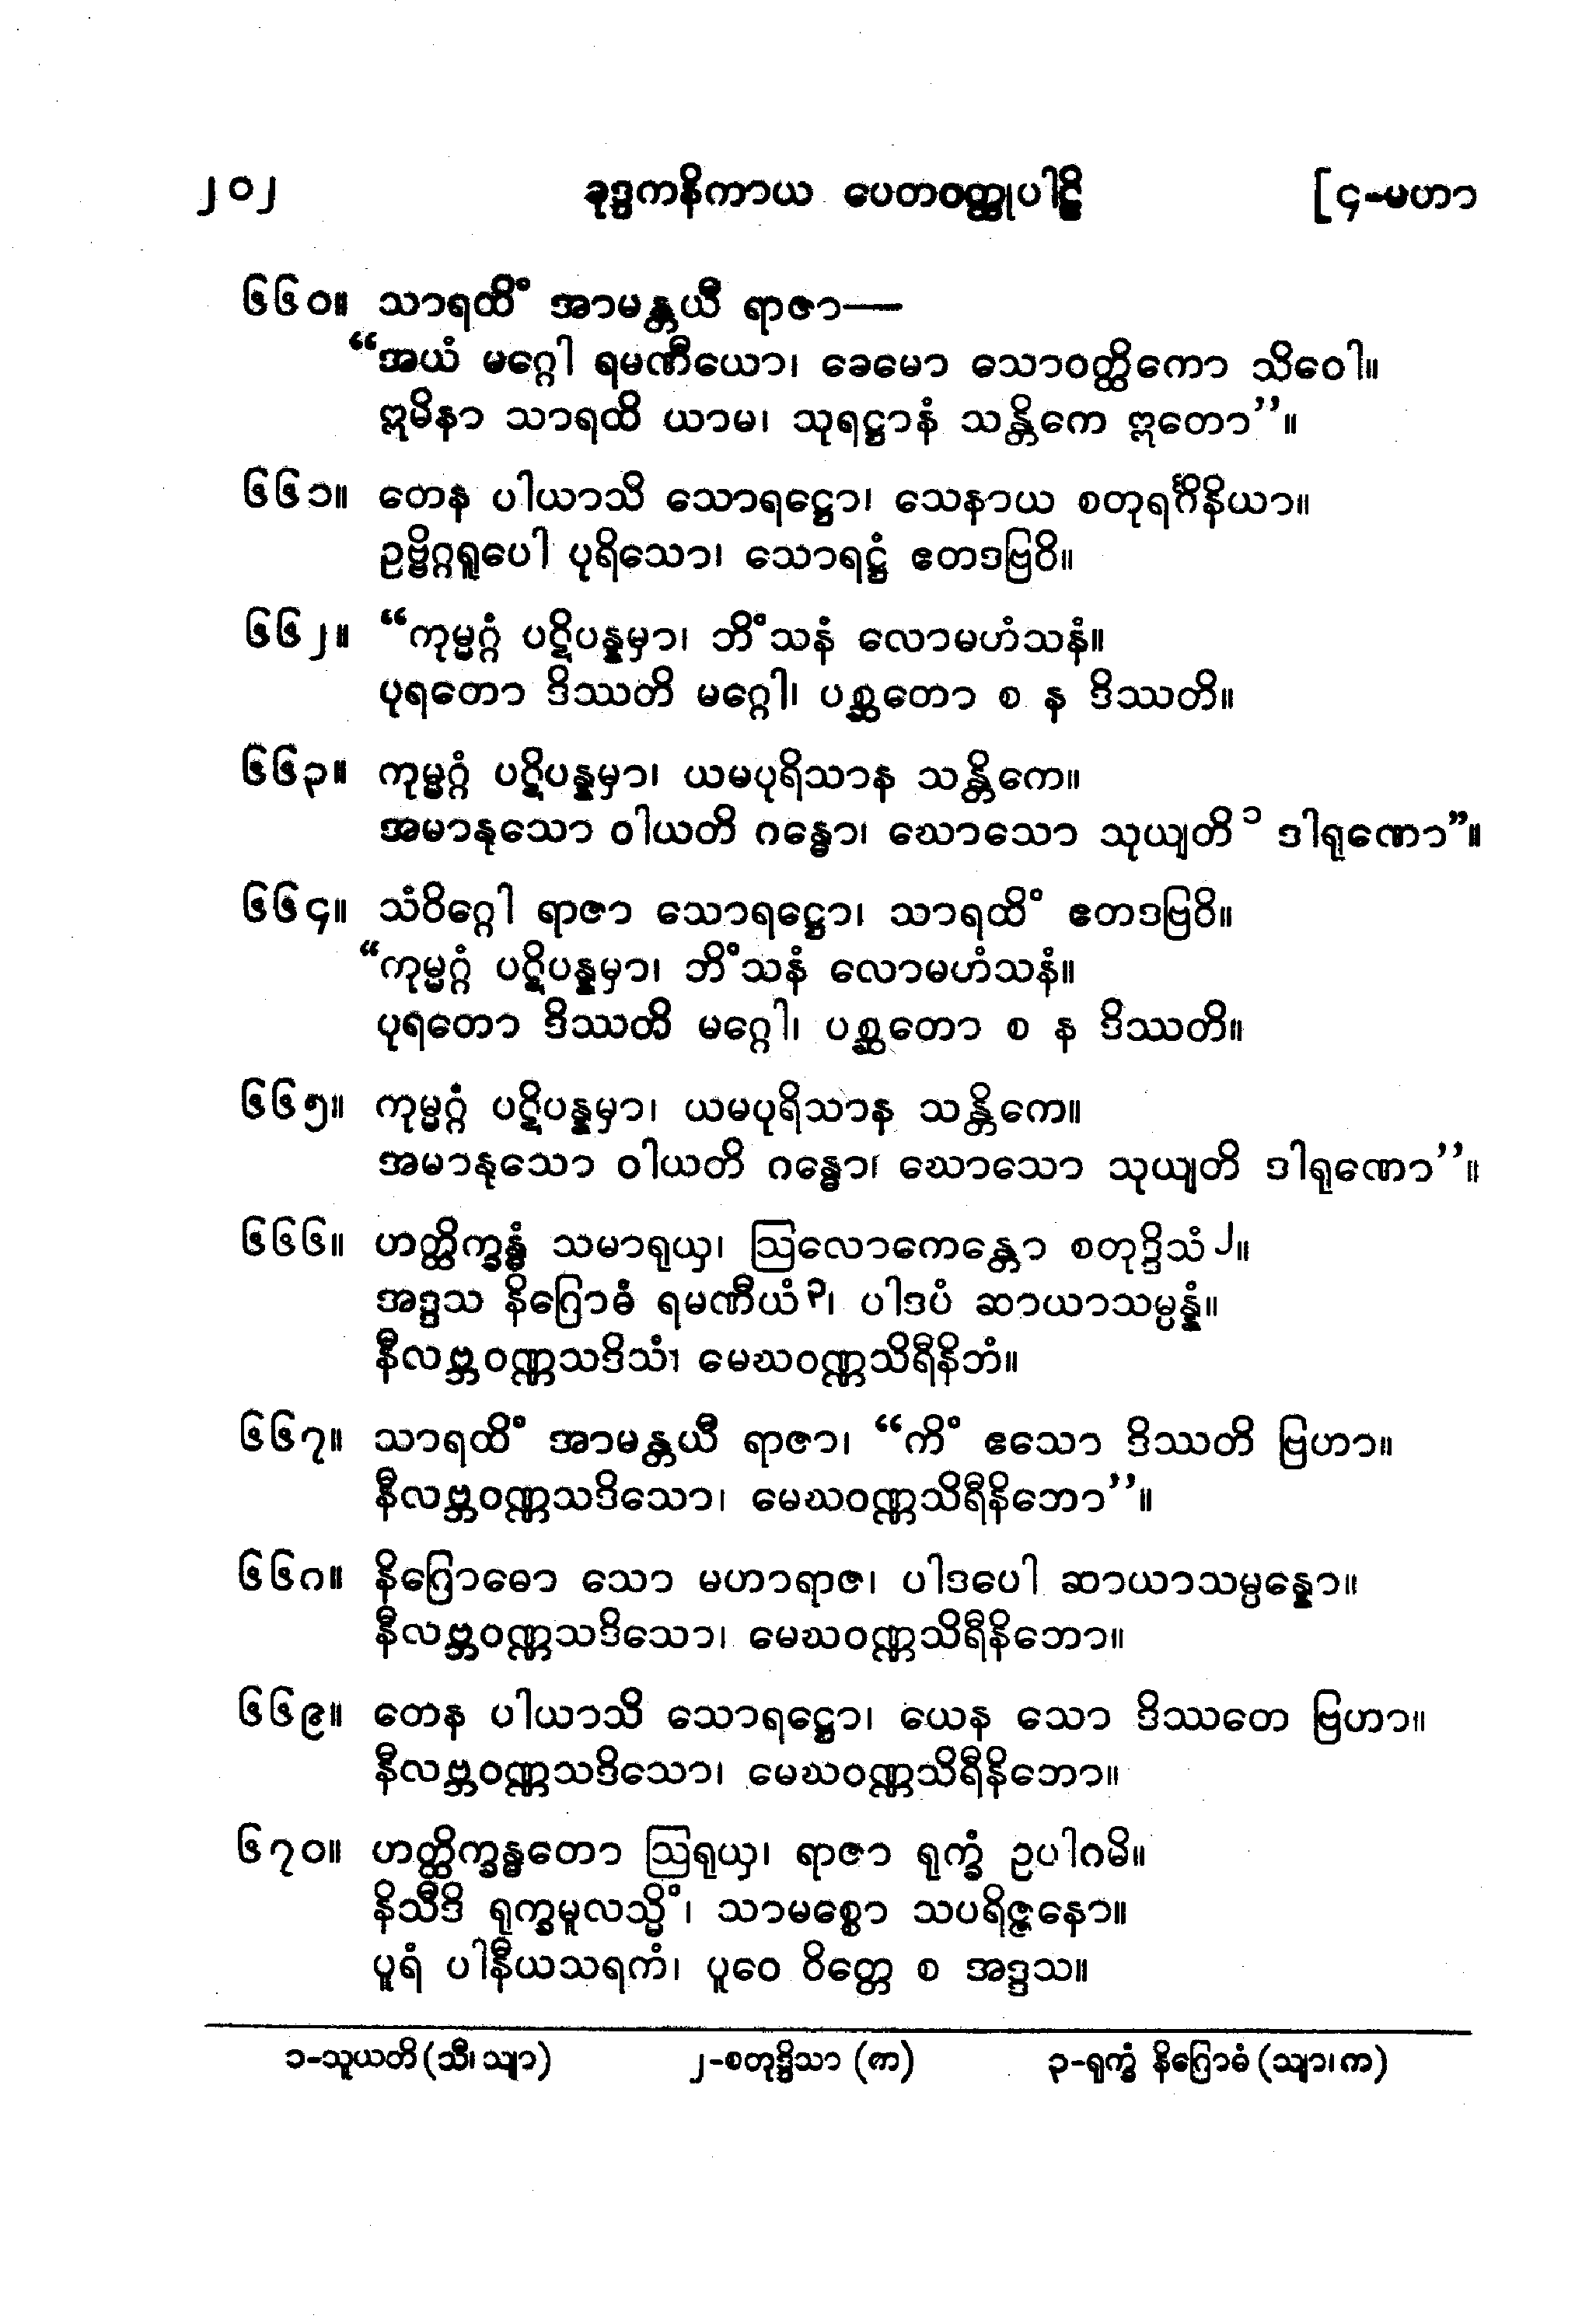 ၂၀၂ ခုဒ္ဒကနိကာယ ပေတဝတ္ထုပါဠိ [၄-မဟာ
၆၆၀။ သာရထိံ အာမန္တယီ ရာဇာ—
“အယံ မဂ္ဂေါ ရမဏီယော၊ ခေမော သောဝတ္ထိကော သိဝေါ။
ဣမိနာ သာရထိ ယာမ၊ သုရဋ္ဌာနံ သန္တိကေ ဣတော’’။
၆၆၁။ တေန ပါယာသိ သောရဋ္ဌော၊ သေနာယ စတုရင်္ဂိနိယာ။
ဥဗ္ဗိဂ္ဂရူပေါ ပုရိသော၊ သောရဋ္ဌံ ဧတဒဗြဝိ။
၆၆၂။ “ကုမ္မဂ္ဂံ ပဋိပန္နမှာ၊ ဘိံသနံ လောမဟံသနံ။
ပုရတော ဒိဿတိ မဂ္ဂေါ၊ ပစ္ဆတော စ န ဒိဿတိ။
၆၆၃။ ကုမ္မဂ္ဂံ ပဋိပန္နမှာ၊ ယမပုရိသာန သန္တိကေ။
အမာနုသော ဝါယတိ ဂန္ဓော၊ ဃောသော သုယျတိ ၁ ဒါရုဏော”။
၆၆၄။ သံဝိဂ္ဂေါ ရာဇာ သောရဋ္ဌော၊ သာရထိံ ဧတဒဗြဝိ။
“ကုမ္မဂ္ဂံ ပဋိပန္နမှာ၊ ဘိံသနံ လောမဟံသနံ။
ပုရတော ဒိဿတိ မဂ္ဂေါ၊ ပစ္ဆတော စ န ဒိဿတိ။
၆၆၅။ ကုမ္မဂ္ဂံ ပဋိပန္နမှာ၊ ယမပုရိသာန သန္တိကေ။
အမာနုသော ဝါယတိ ဂန္ဓော၊ ဃောသော သုယျတိ ဒါရုဏော’’။
၆၆၆။ ဟတ္ထိက္ခန္ဓံ သမာရုယှ၊ ဩလောကေန္တော စတုဒ္ဒိသံ ၂။
အဒ္ဒသ နိဂြောဓံ ရမဏီယံ ၃၊ ပါဒပံ ဆာယာသမ္ပန္နံ။
နီလဗ္ဘဝဏ္ဏသဒိသံ၊ မေဃဝဏ္ဏသိရီနိဘံ။
၆၆၇။ သာရထိံ အာမန္တယီ ရာဇာ၊ “ကိံ ဧသော ဒိဿတိ ဗြဟာ။
နီလဗ္ဘဝဏ္ဏသဒိသော၊ မေဃဝဏ္ဏသိရီနိဘော’’။
၆၆၈။ နိဂြောဓော သော မဟာရာဇ၊ ပါဒပေါ ဆာယာသမ္ပန္နော။
နီလဗ္ဘဝဏ္ဏသဒိသော၊ မေဃဝဏ္ဏသိရီနိဘော။
၆၆၉။ တေန ပါယာသိ သောရဋ္ဌော၊ ယေန သော ဒိဿတေ ဗြဟာ။
နီလဗ္ဘဝဏ္ဏသဒိသော၊ မေဃဝဏ္ဏသိရီနိဘော။
၆၇၀။ ဟတ္ထိက္ခန္ဓတော ဩရုယှ၊ ရာဇာ ရုက္ခံ ဥပါဂမိ။
နိသီဒိ ရုက္ခမူလသ္မိံ၊ သာမစ္စော သပရိဇ္ဇနော။
ပူရံ ပါနီယသရကံ၊ ပူဝေ ဝိတ္တေ စ အဒ္ဒသ။
၁-သူယတိ (သီ၊ သျာ) ၂-စတုဒ္ဒိသာ (က) ၃-ရုက္ခံ နိဂြောဓံ (သျာ၊ က)